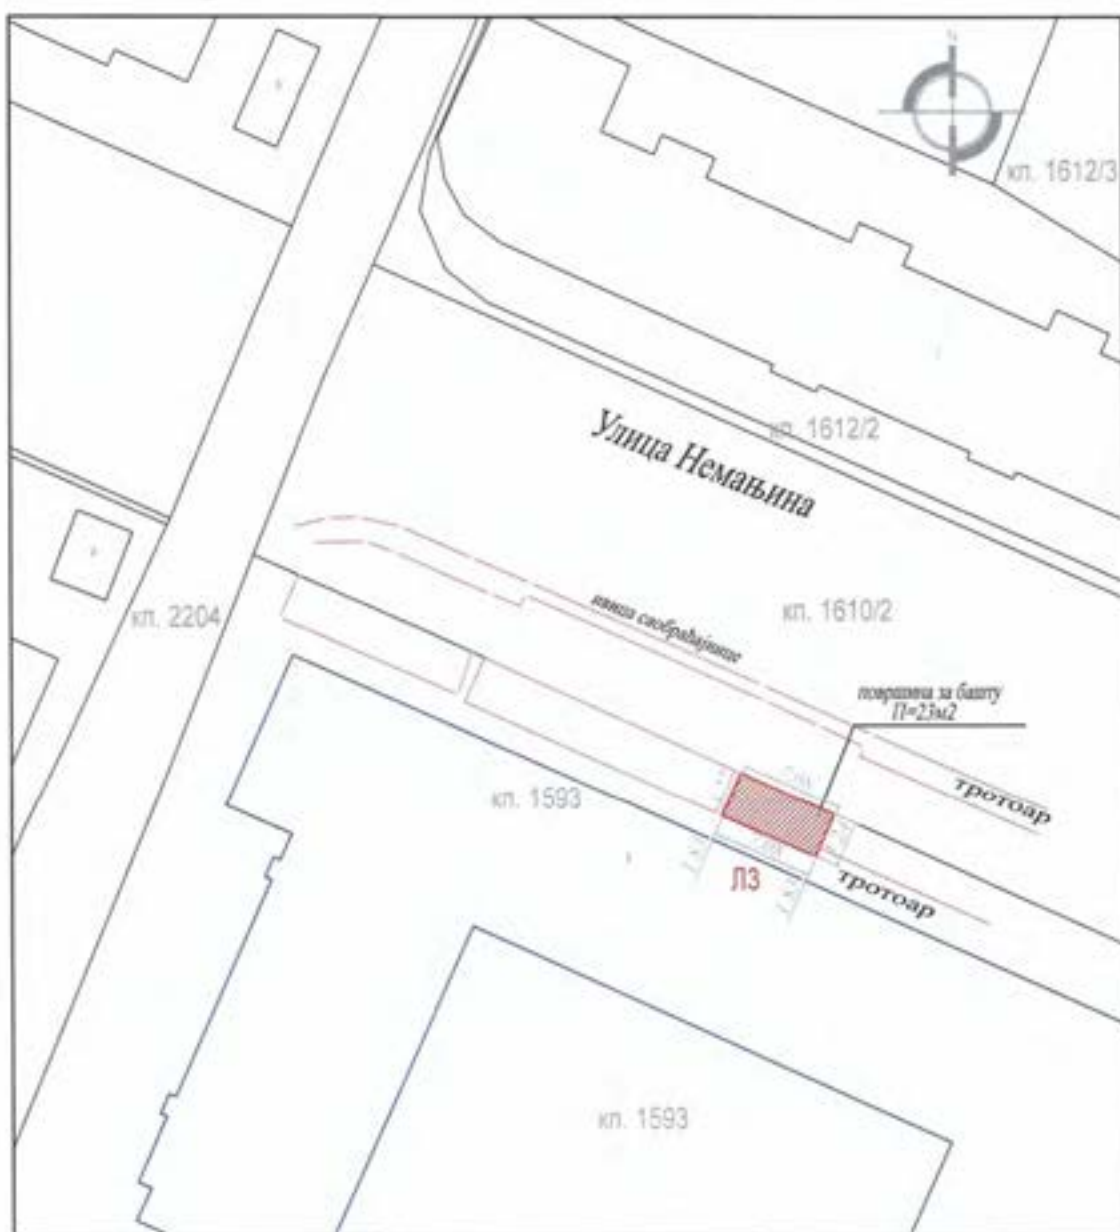 N
кп. 1612/3
кп. 1612/2
Улица Немањина
кп. 2204
кп. 1610/2
ивица саобраћајнице
површина за башту
П=23м2
кп. 1593
тротоар
ЛЗ
тротоар
кп. 1593